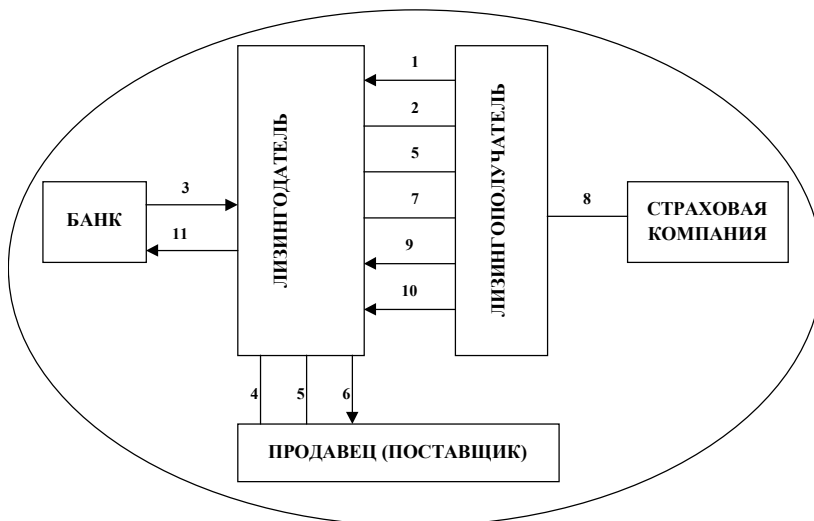 1
2
5
7
9
10
3
11
8
БАНК
ЛИЗИНГОДАТЕЛЬ
ЛИЗИНГОПОЛУЧАТЕЛЬ
СТРАХОВАЯ
КОМПАНИЯ
4
5
6
ПРОДАВЕЦ (ПОСТАВЩИК)